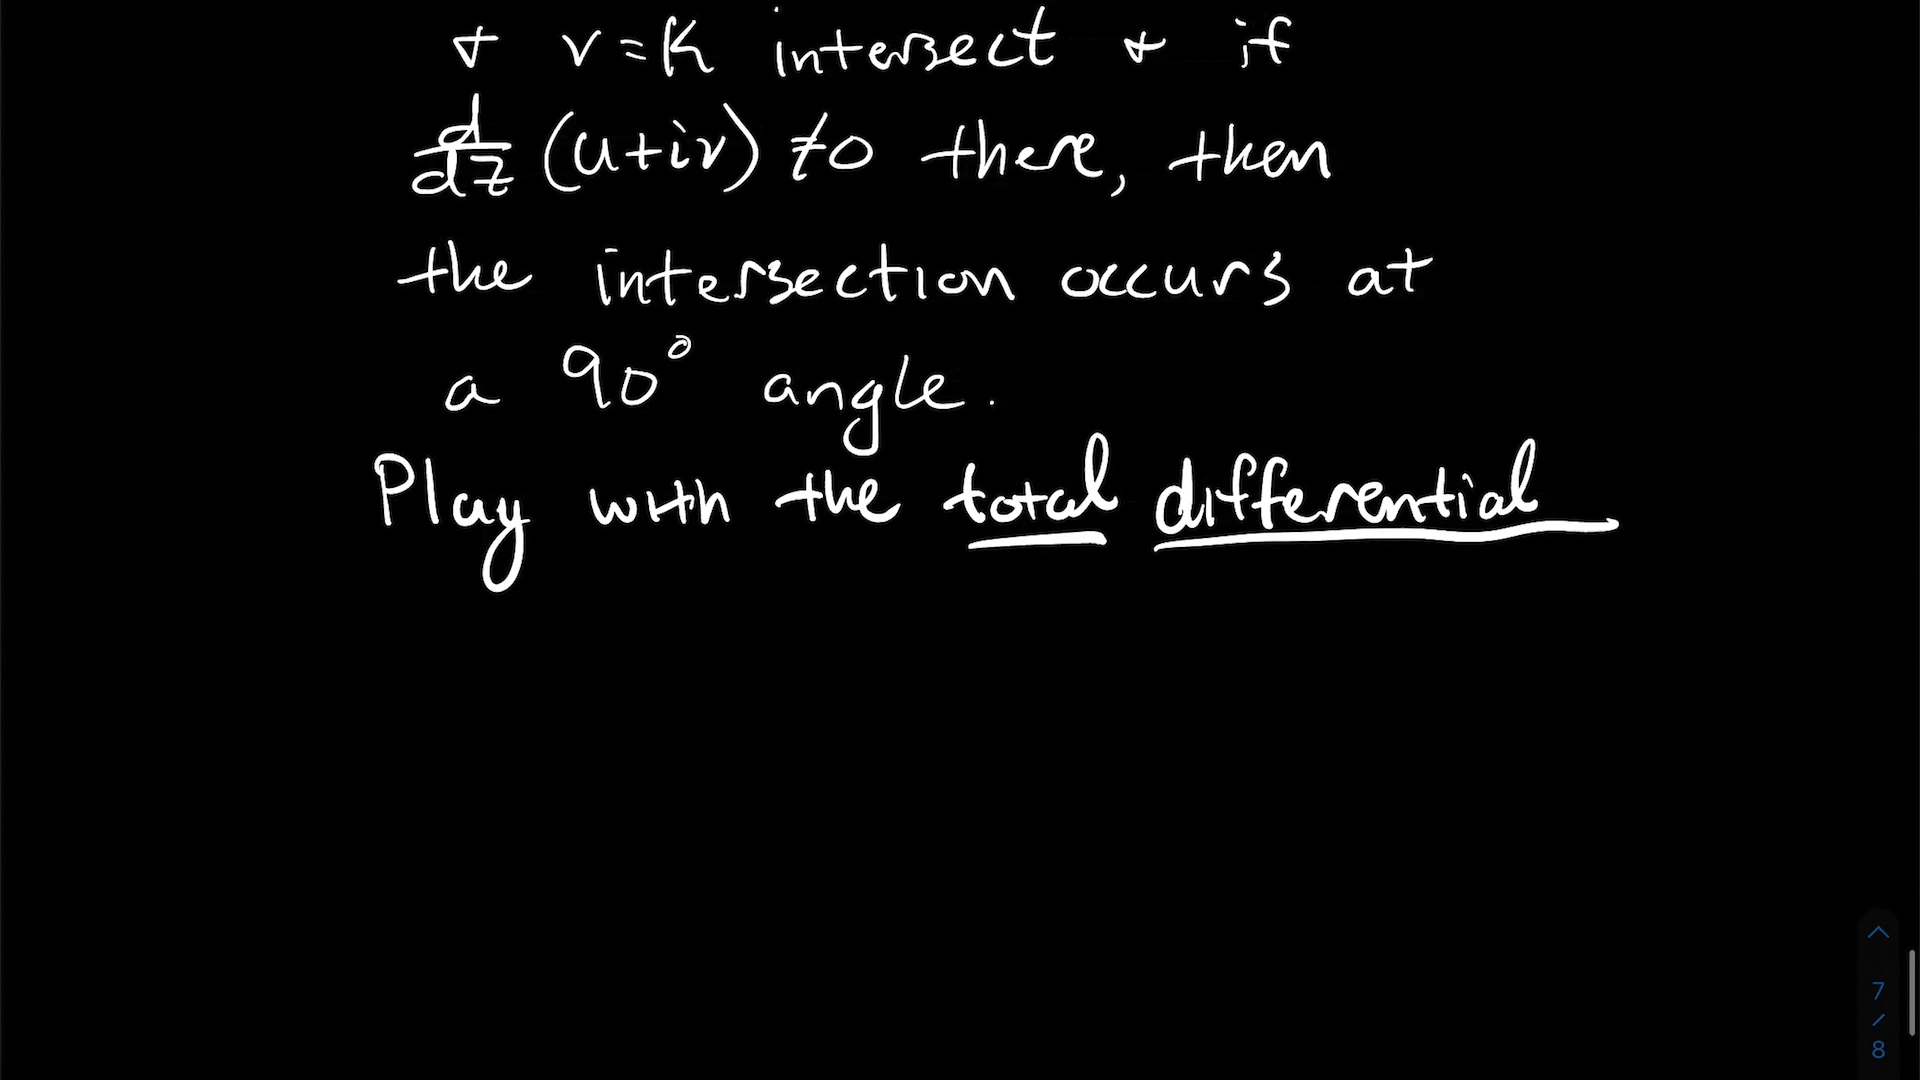 & v=K intersect & if
d/dz (u+iv) ≠0 there, then
the intersection occurs at
a 90° angle.
Play with the total differential
7
/
8